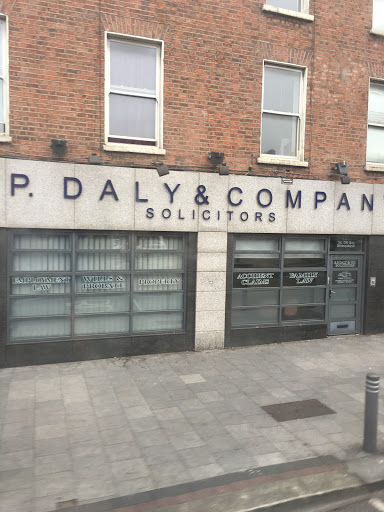 P. DALY & COMPAN
SOLICITORS
EMPLOYMENT LAW
WILLS & PROBATE
PROPERTY
ACCIDENT CLAIMS
FAMILY LAW